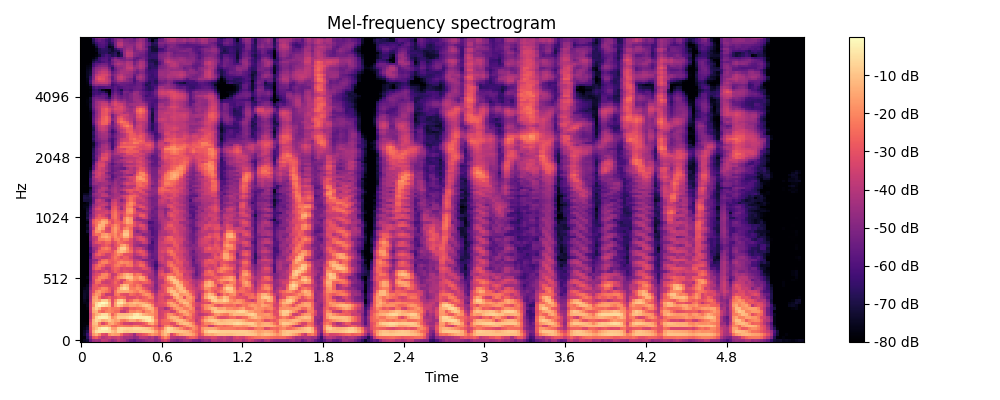 Mel-frequency spectrogram
4096
2048
1024
512
0
Hz
0 0.6 1.2 1.8 2.4 3 3.6 4.2 4.8
Time
-10 dB
-20 dB
-30 dB
-40 dB
-50 dB
-60 dB
-70 dB
-80 dB